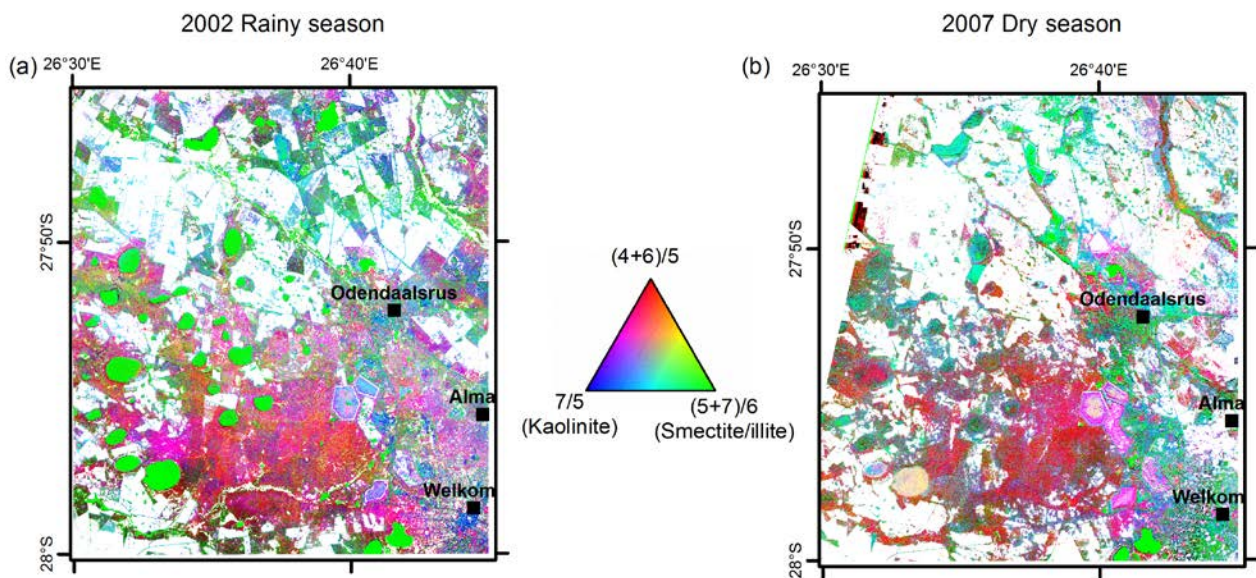 2002 Rainy season
2007 Dry season
(a)
26°30'E
26°40'E
27°50'S
28°S
Odendaalsrus
Alma
Welkom
(4+6)/5
7/5
(Kaolinite)
(5+7)/6
(Smectite/illite)
(b)
26°30'E
26°40'E
27°50'S
28°S
Odendaalsrus
Alma
Welkom